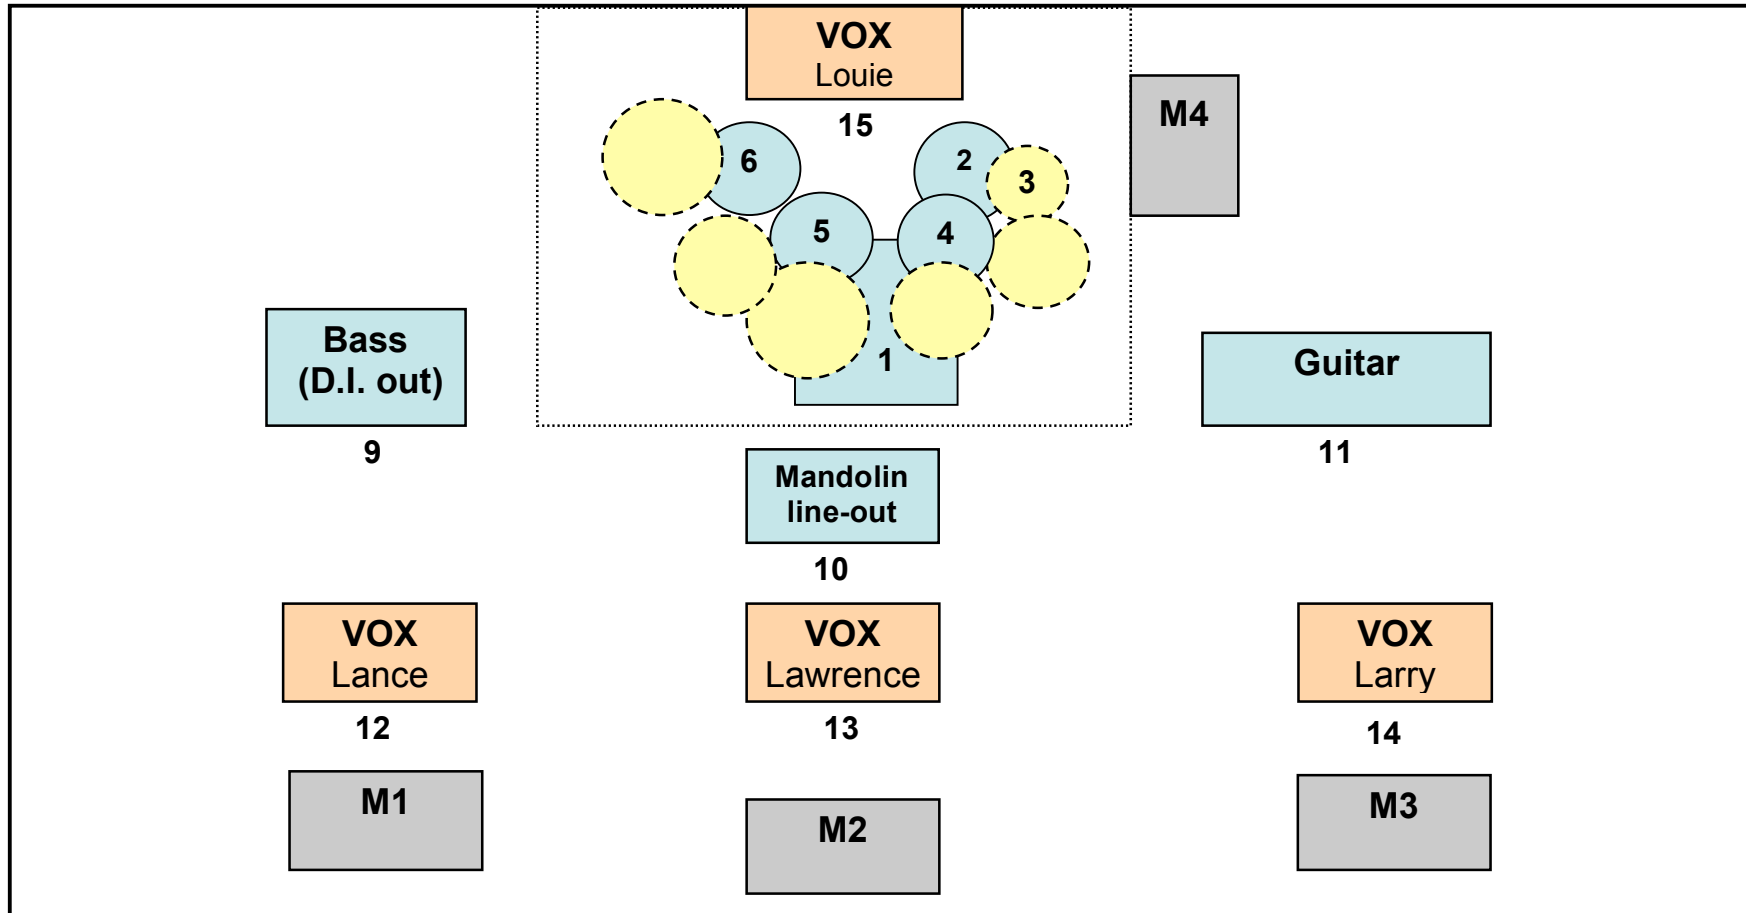 VOX
Louie
15
M4
6
2
3
5
4
1
Bass
(D.I. out)
9
Guitar
11
Mandolin
line-out
10
VOX
Lance
12
VOX
Lawrence
13
VOX
Larry
14
M1
M2
M3